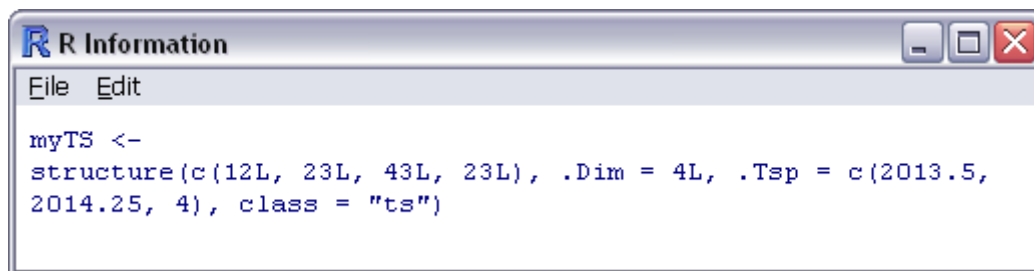 R R Information
File Edit
myTS <-
structure(c(12L, 23L, 43L, 23L), .Dim = 4L, .Tsp = c(2013.5,
2014.25, 4), class = "ts")